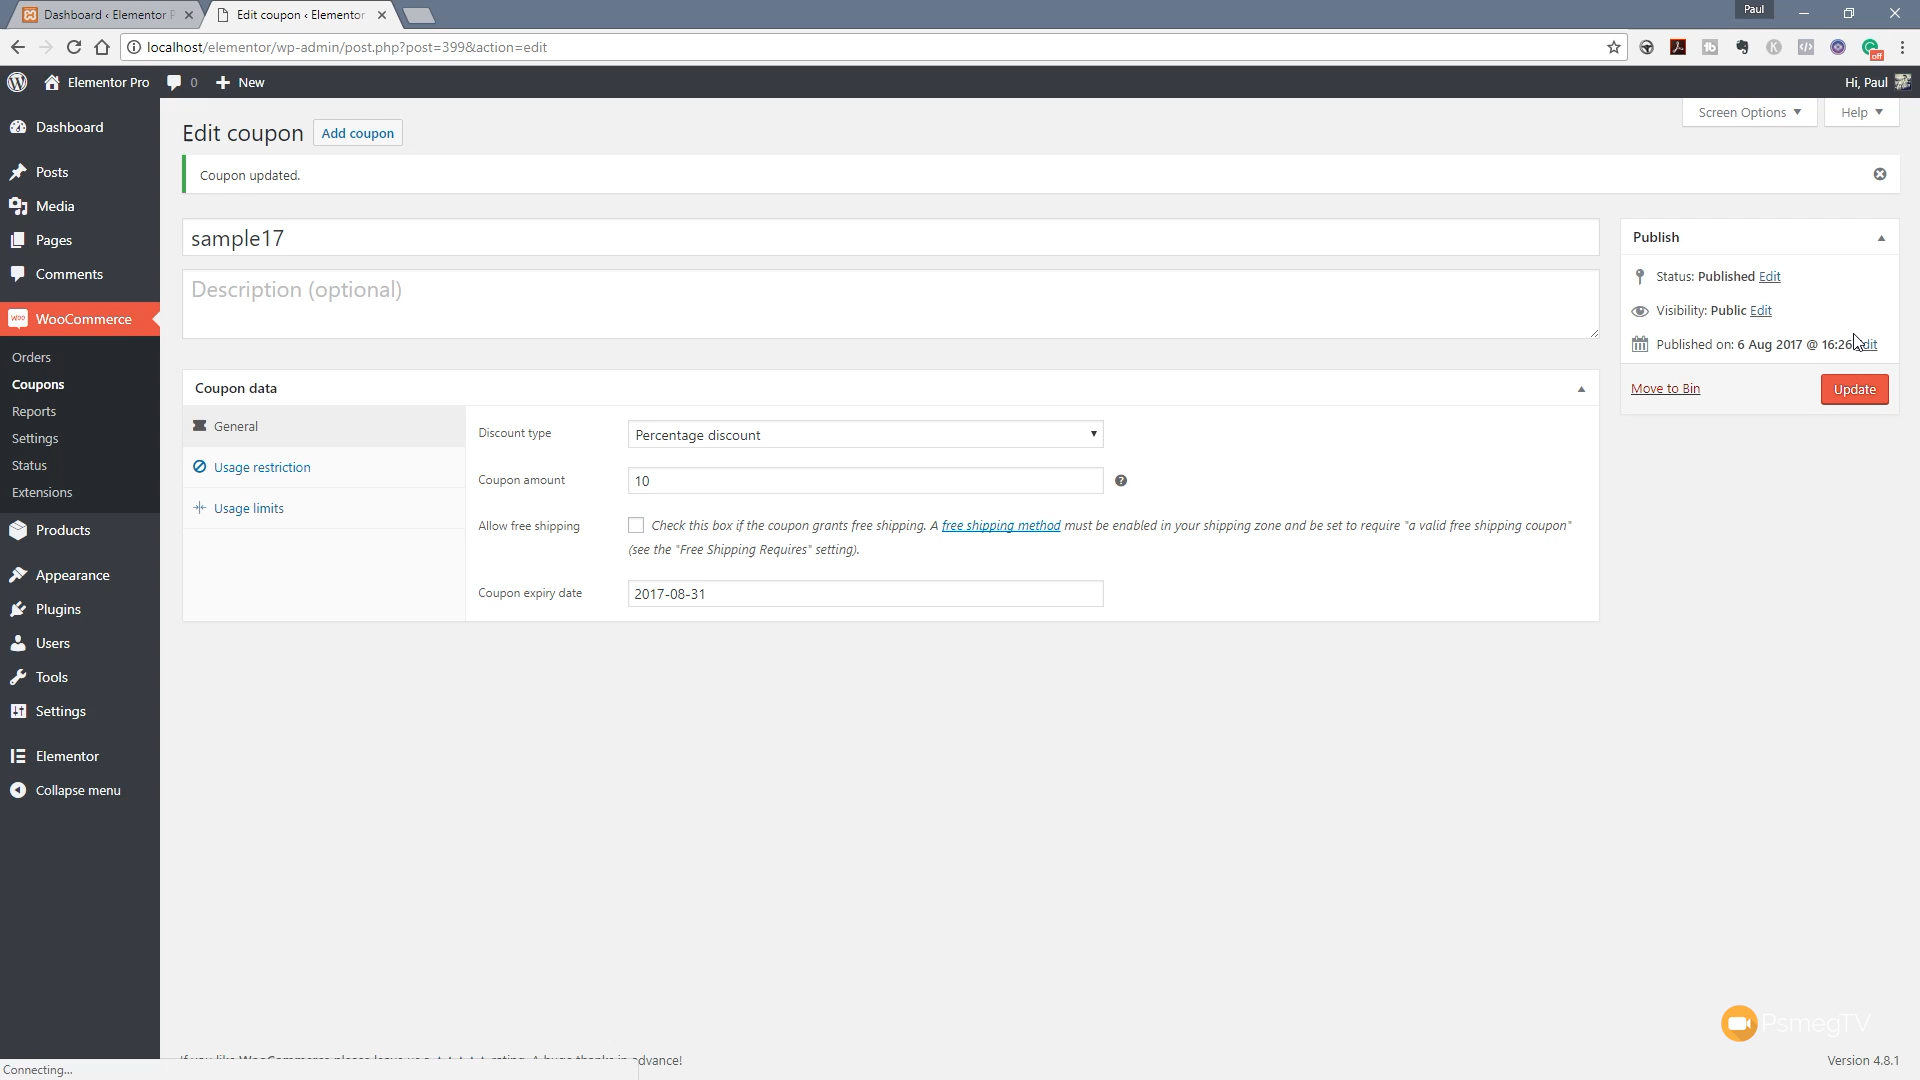 Paul
Dashboard ‹ Elementor P
Edit coupon ‹ Elementor
localhost/elementor/wp-admin/post.php?post=399&action=edit
off
Elementor Pro
0
New
Hi, Paul
Screen Options
Help
Dashboard
Posts
Media
Pages
Comments
WooCommerce
Orders
Coupons
Reports
Settings
Status
Extensions
Products
Appearance
Plugins
Users
Tools
Settings
Elementor
Collapse menu
Edit coupon
Add coupon
Coupon updated.
sample17
Description (optional)
Coupon data
General
Usage restriction
Usage limits
Discount type
Percentage discount
Coupon amount
10
Allow free shipping
Check this box if the coupon grants free shipping. A free shipping method must be enabled in your shipping zone and be set to require "a valid free shipping coupon"
(see the "Free Shipping Requires" setting).
Coupon expiry date
2017-08-31
Publish
Status: Published Edit
Visibility: Public Edit
Published on: 6 Aug 2017 @ 16:26
Move to Bin
Update
PsmegTV
Version 4.8.1
Connecting...